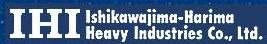 IHI Ishikawajima-Harima
Heavy Industries Co., Ltd.